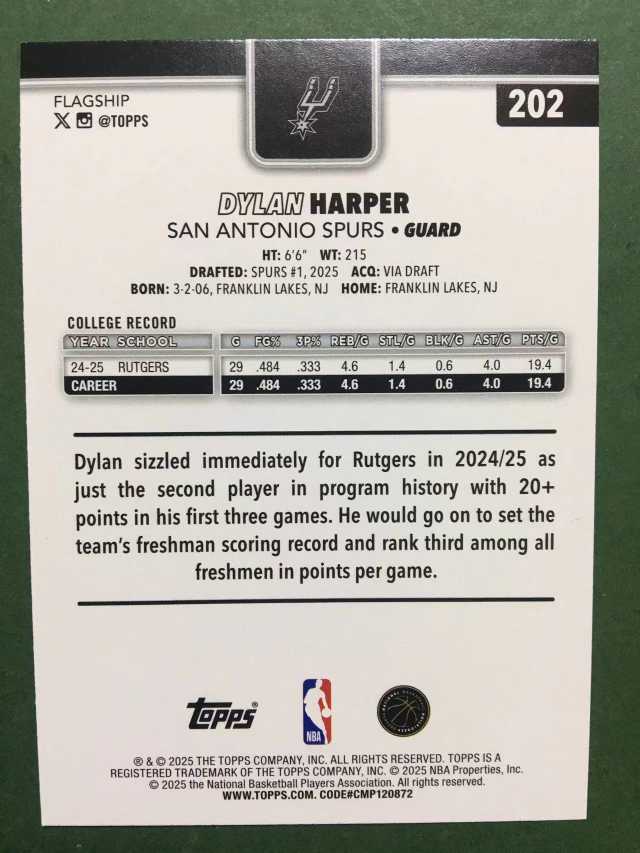 FLAGSHIP
202
@TOPPS
DYLAN HARPER
SAN ANTONIO SPURS • GUARD
HT: 6'6" WT: 215
DRAFTED: SPURS #1, 2025 ACQ: VIA DRAFT
BORN: 3-2-06, FRANKLIN LAKES, NJ HOME: FRANKLIN LAKES, NJ
COLLEGE RECORD
YEAR SCHOOL G FG% 3P% REB/G STL/G BLK/G AST/G PTS/G
24-25 RUTGERS 29 .484 .333 4.6 1.4 0.6 4.0 19.4
CAREER 29 .484 .333 4.6 1.4 0.6 4.0 19.4
Dylan sizzled immediately for Rutgers in 2024/25 as
just the second player in program history with 20+
points in his first three games. He would go on to set the
team's freshman scoring record and rank third among all
freshmen in points per game.
Topps®
NBA
® & © 2025 THE TOPPS COMPANY, INC. ALL RIGHTS RESERVED. TOPPS IS A
REGISTERED TRADEMARK OF THE TOPPS COMPANY, INC. © 2025 NBA Properties, Inc.
© 2025 the National Basketball Players Association. All rights reserved.
WWW.TOPPS.COM. CODE#CMP120872